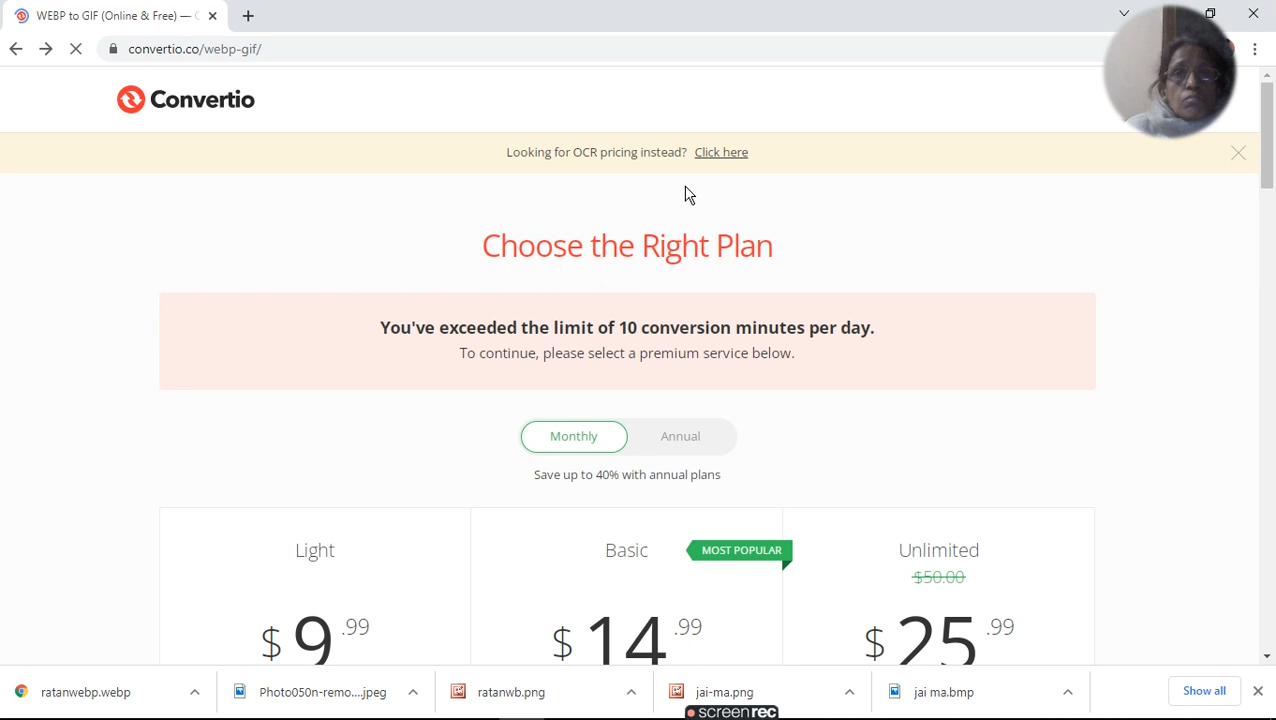 WEBP to GIF (Online & Free) —
convertio.co/webp-gif/
Convertio
Looking for OCR pricing instead? Click here
Choose the Right Plan
You've exceeded the limit of 10 conversion minutes per day.
To continue, please select a premium service below.
Monthly Annual
Save up to 40% with annual plans
Light
Basic MOST POPULAR
Unlimited
$50.00
$ 9 .99
$ 14 .99
$ 25 .99
ratanwebp.webp
Photo050n-remo....jpeg
ratanwb.png
jai-ma.png
jai ma.bmp
Show all
screenrec